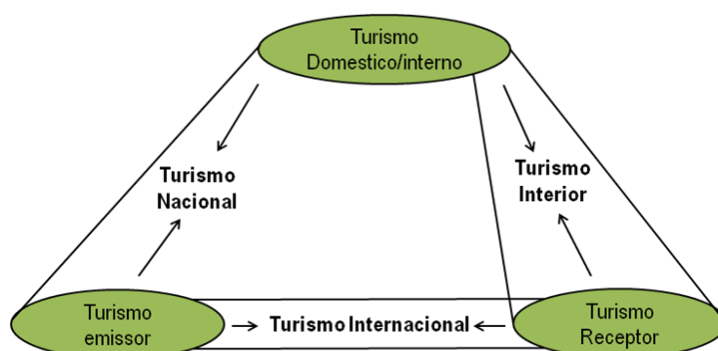 Turismo
Domestico/interno
Turismo
Nacional
Turismo
Interior
Turismo
emissor
Turismo Internacional
Turismo
Receptor